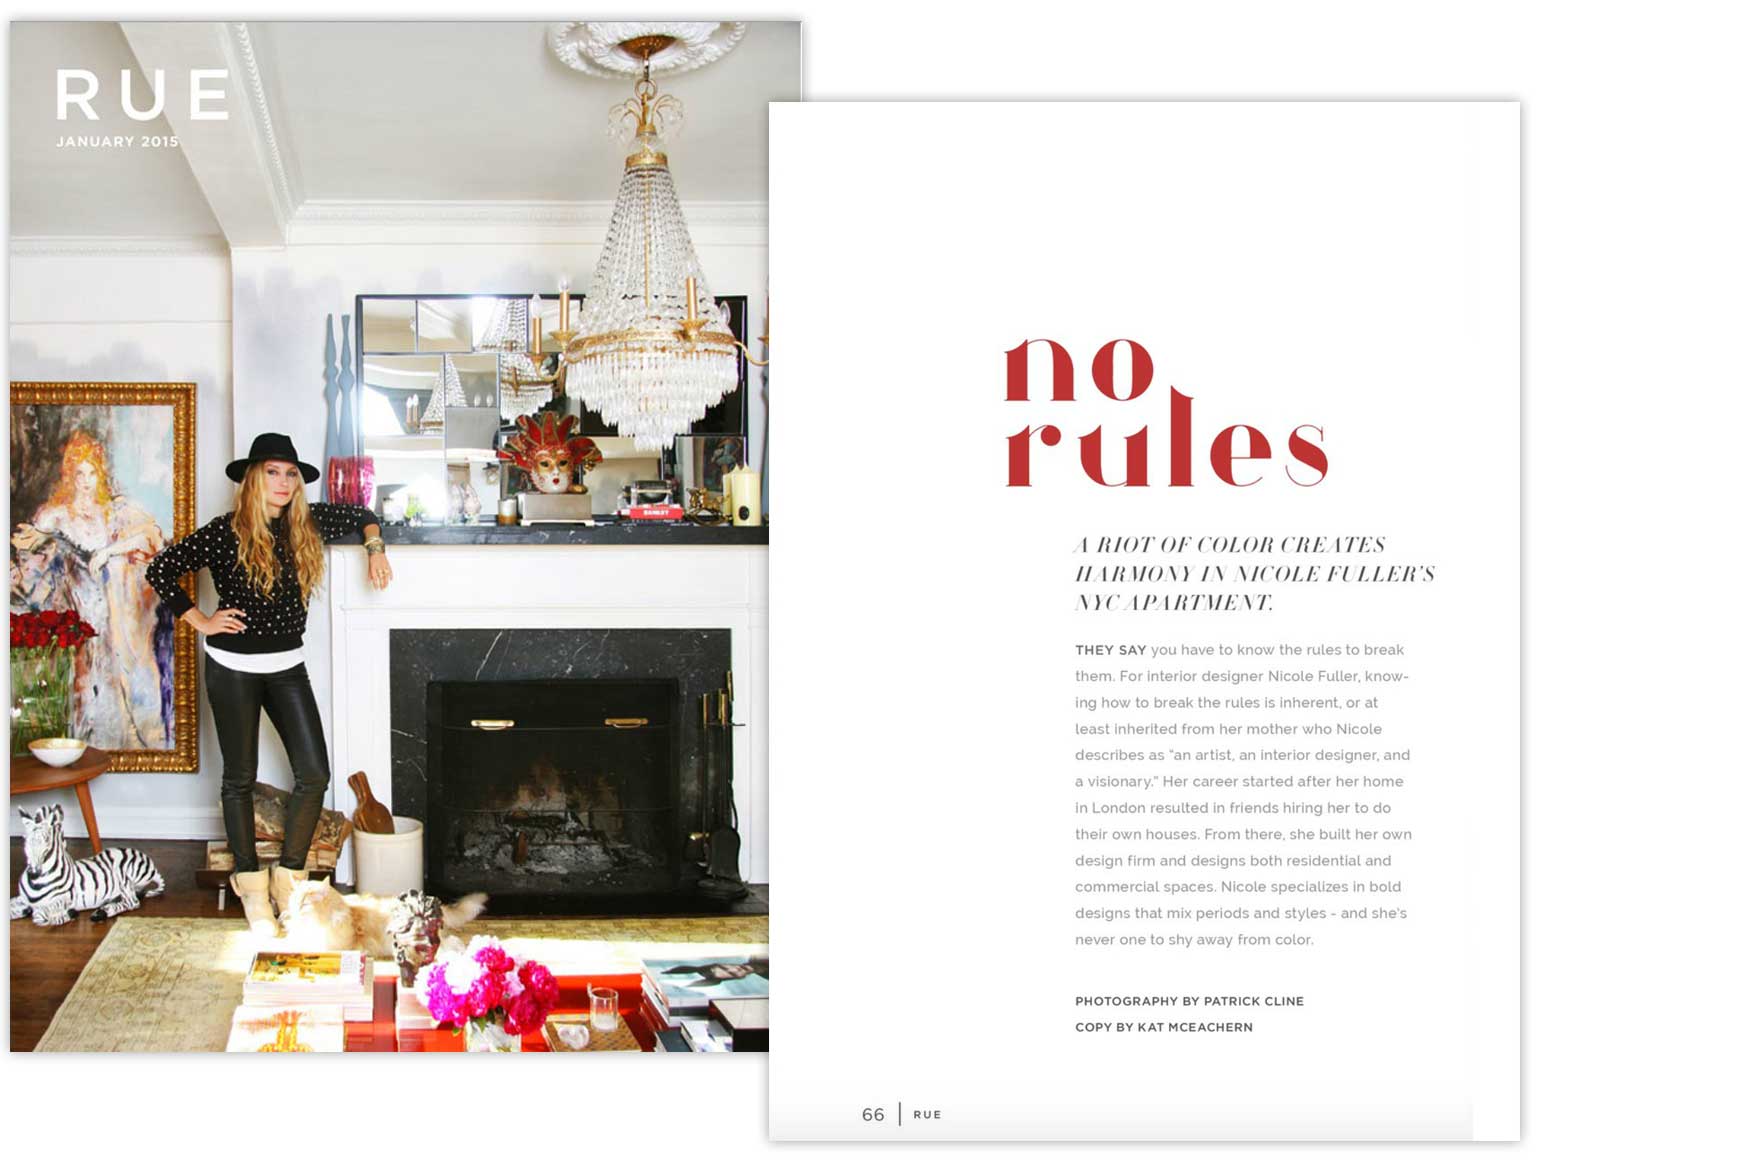 RUE
JANUARY 2015
BANKSY
no
rules
A RIOT OF COLOR CREATES
HARMONY IN NICOLE FULLER'S
NYC APARTMENT.
THEY SAY you have to know the rules to break
them. For interior designer Nicole Fuller, know-
ing how to break the rules is inherent, or at
least inherited from her mother who Nicole
describes as “an artist, an interior designer, and
a visionary.” Her career started after her home
in London resulted in friends hiring her to do
their own houses. From there, she built her own
design firm and designs both residential and
commercial spaces. Nicole specializes in bold
designs that mix periods and styles - and she's
never one to shy away from color.
PHOTOGRAPHY BY PATRICK CLINE
COPY BY KAT MCEACHERN
66 | RUE